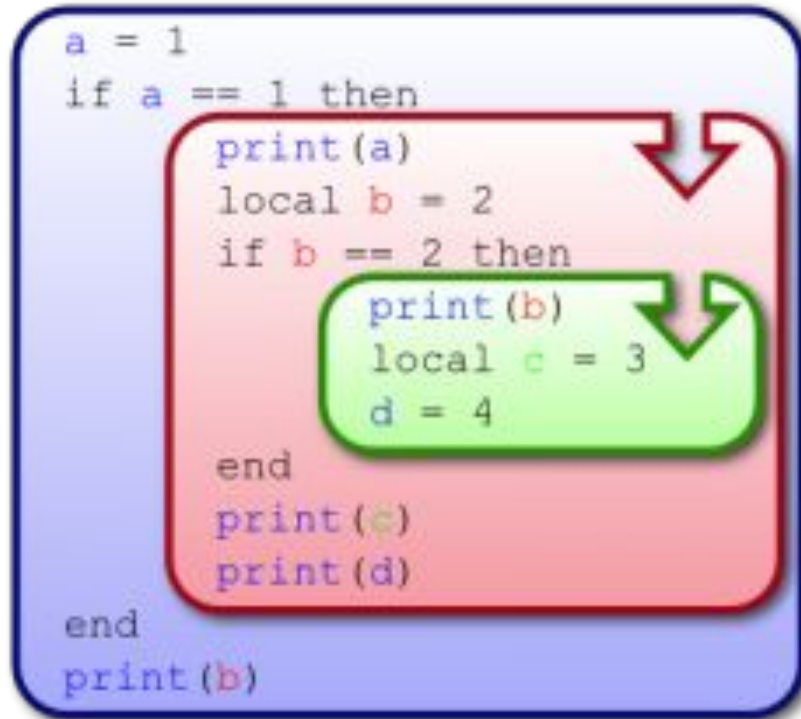 a = 1
if a == 1 then
print(a)
local b = 2
if b == 2 then
print(b)
local c = 3
d = 4
end
print(c)
print(d)
end
print(b)